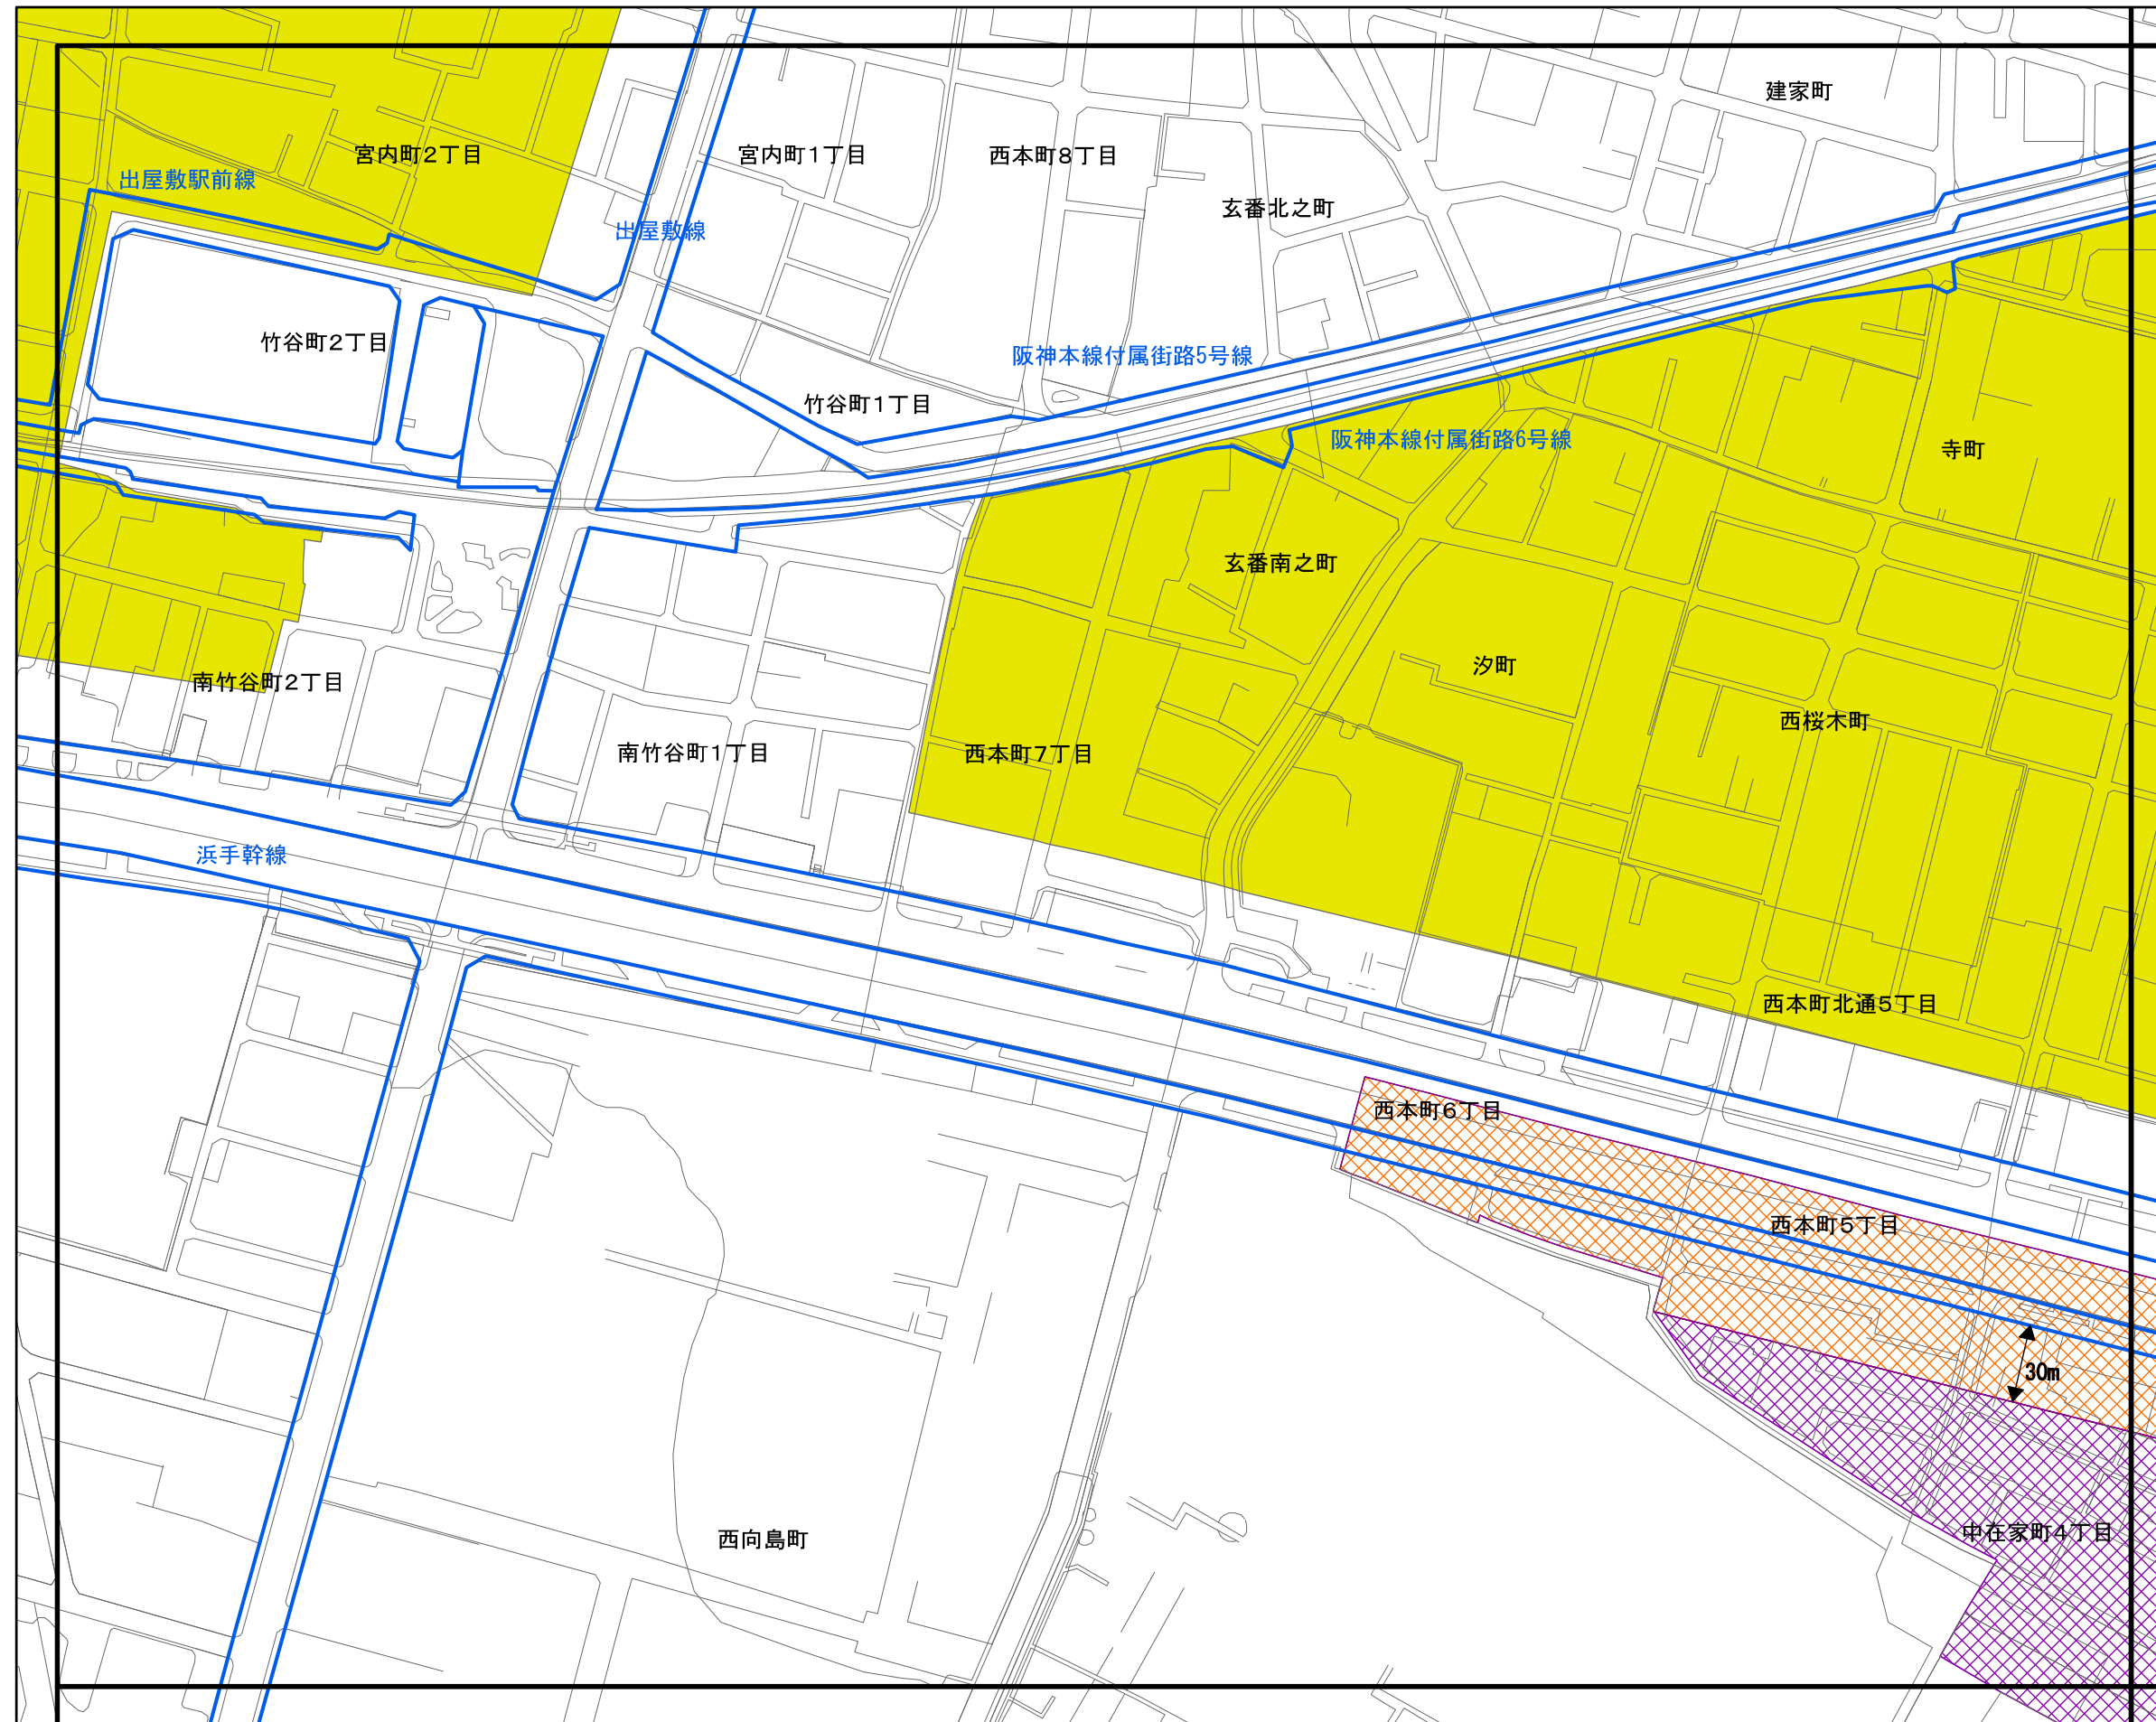 建家町
宮内町2丁目
宮内町1丁目
西本町8丁目
出屋敷駅前線
玄番北之町
出屋敷線
竹谷町2丁目
阪神本線付属街路5号線
竹谷町1丁目
阪神本線付属街路6号線
寺町
玄番南之町
汐町
南竹谷町2丁目
西桜木町
南竹谷町1丁目
西本町7丁目
浜手幹線
西本町北通5丁目
西本町6丁目
西本町5丁目
30m
中在家町4丁目
西向島町